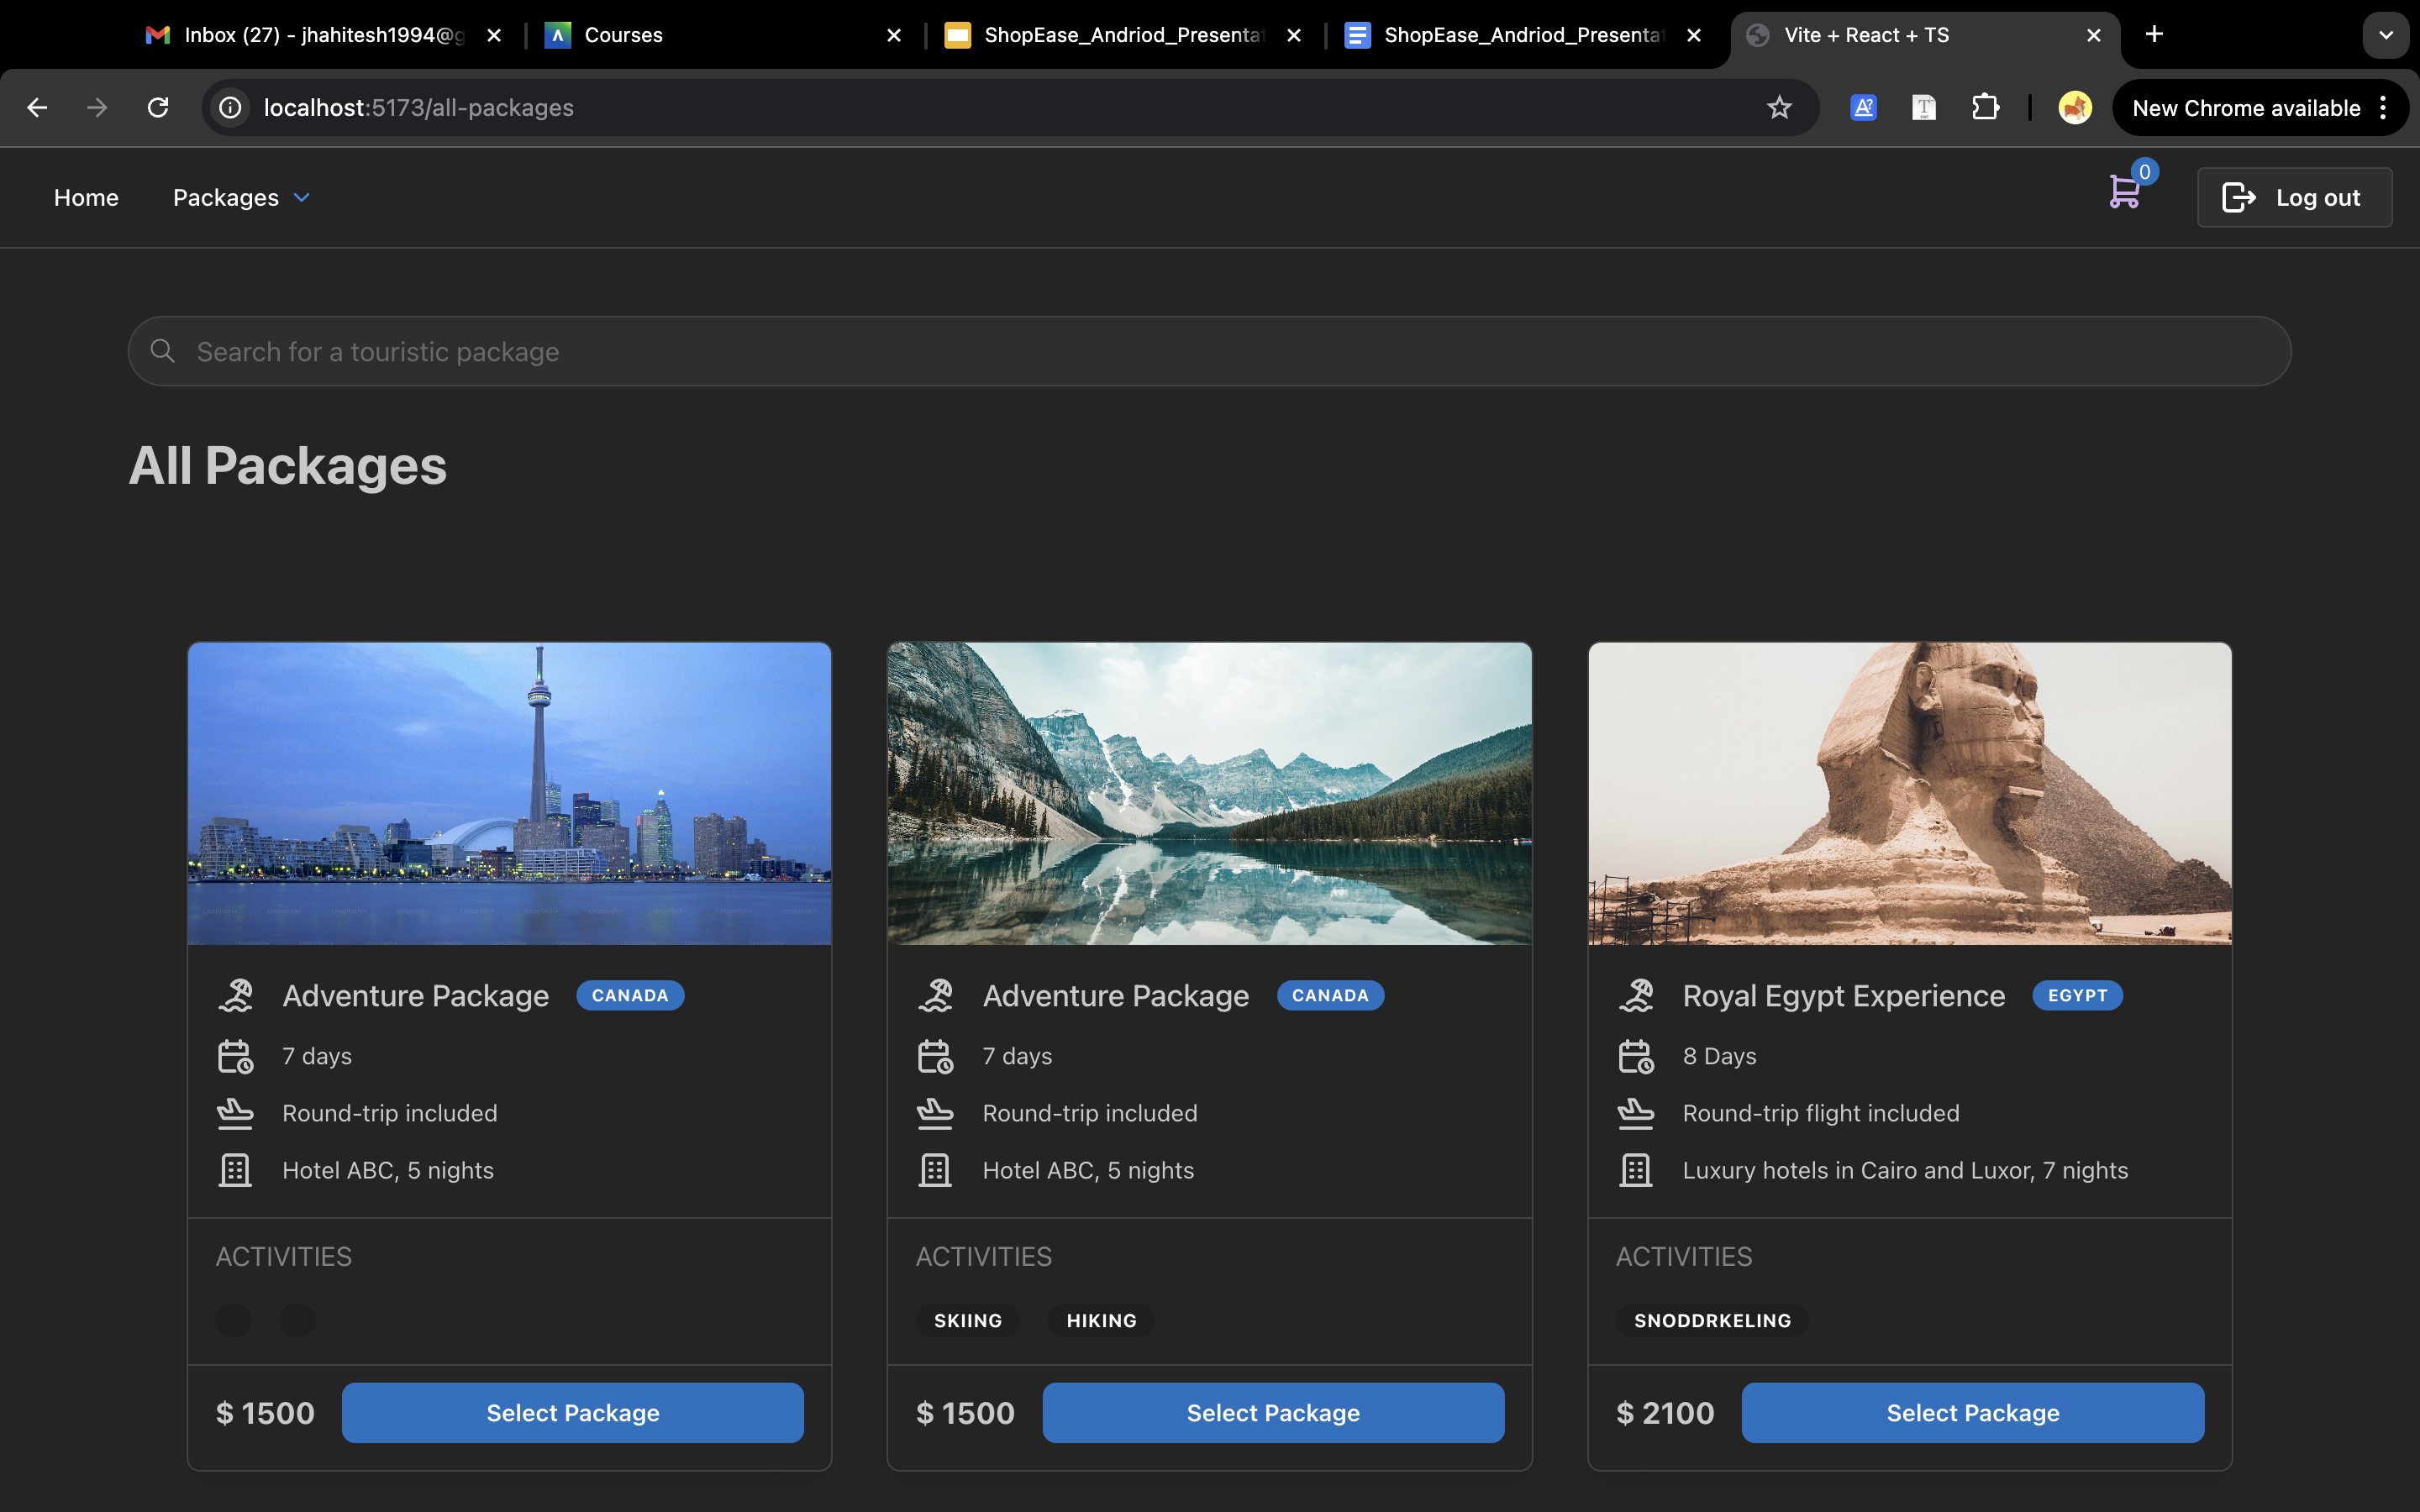 Inbox (27) - jhahitesh1994@g
Courses
ShopEase_Andriod_Presentat
ShopEase_Andriod_Presentat
Vite + React + TS
localhost:5173/all-packages
New Chrome available
Home
Packages
0
Log out
Search for a touristic package
All Packages
Adventure Package
CANADA
7 days
Round-trip included
Hotel ABC, 5 nights
ACTIVITIES
$ 1500
Select Package
Adventure Package
CANADA
7 days
Round-trip included
Hotel ABC, 5 nights
ACTIVITIES
SKIING
HIKING
$ 1500
Select Package
Royal Egypt Experience
EGYPT
8 Days
Round-trip flight included
Luxury hotels in Cairo and Luxor, 7 nights
ACTIVITIES
SNODDRKELING
$ 2100
Select Package